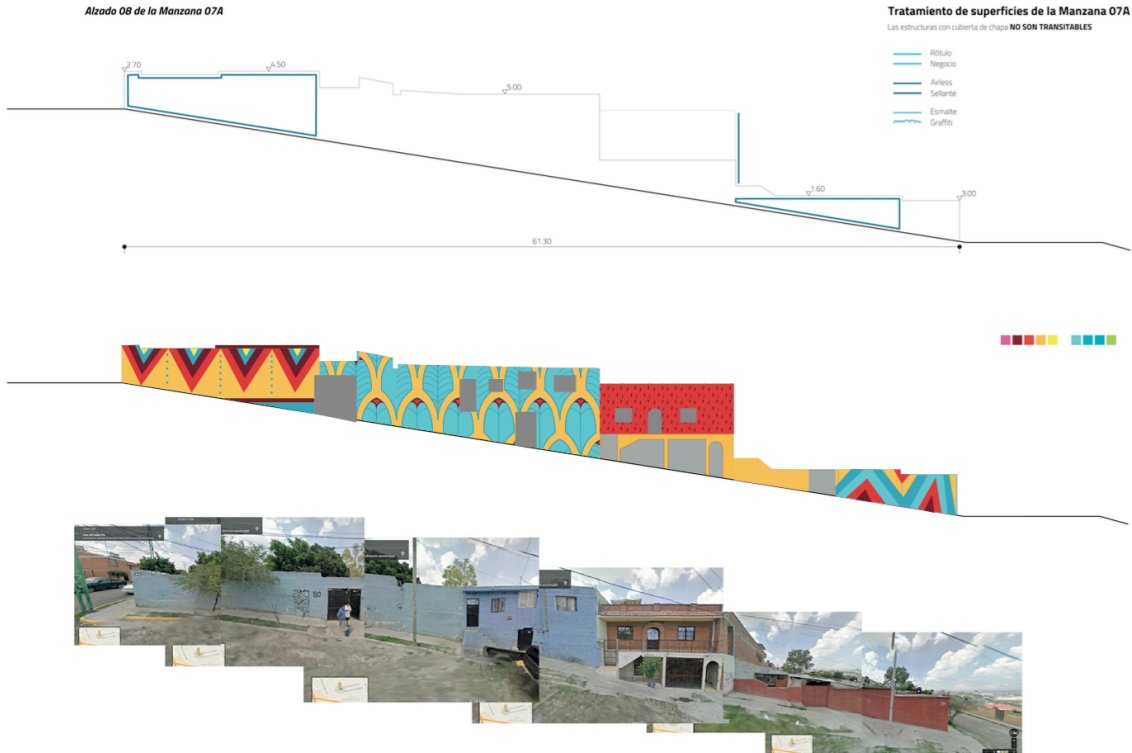 Alzado 08 de la Manzana 07A
Tratamiento de superficies de la Manzana 07A
Las estructuras con cubierta de chapa NO SON TRANSITABLES
Rótulo
Negocio
Airless
Sellante
Esmalte
Graffiti
2.70
4.50
5.00
1.60
3.00
61.30